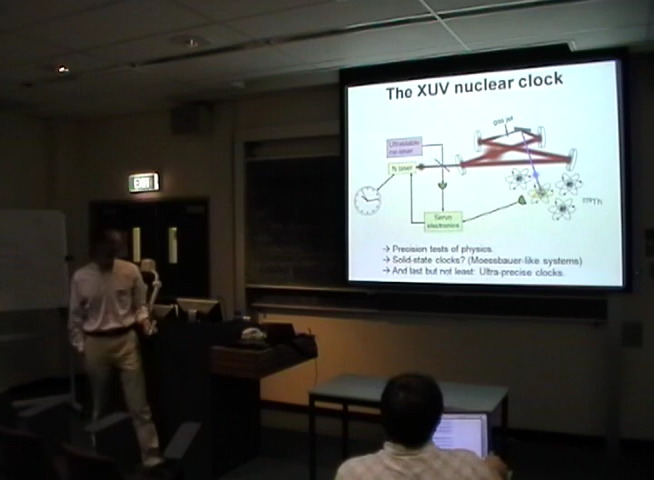 The XUV nuclear clock
gas jet
Ultrastable
cw-laser
fs laser
229Th
Servo
electronics
→ Precision tests of physics.
→ Solid-state clocks? (Moessbauer-like systems)
→ And last but not least: Ultra-precise clocks.
EXIT